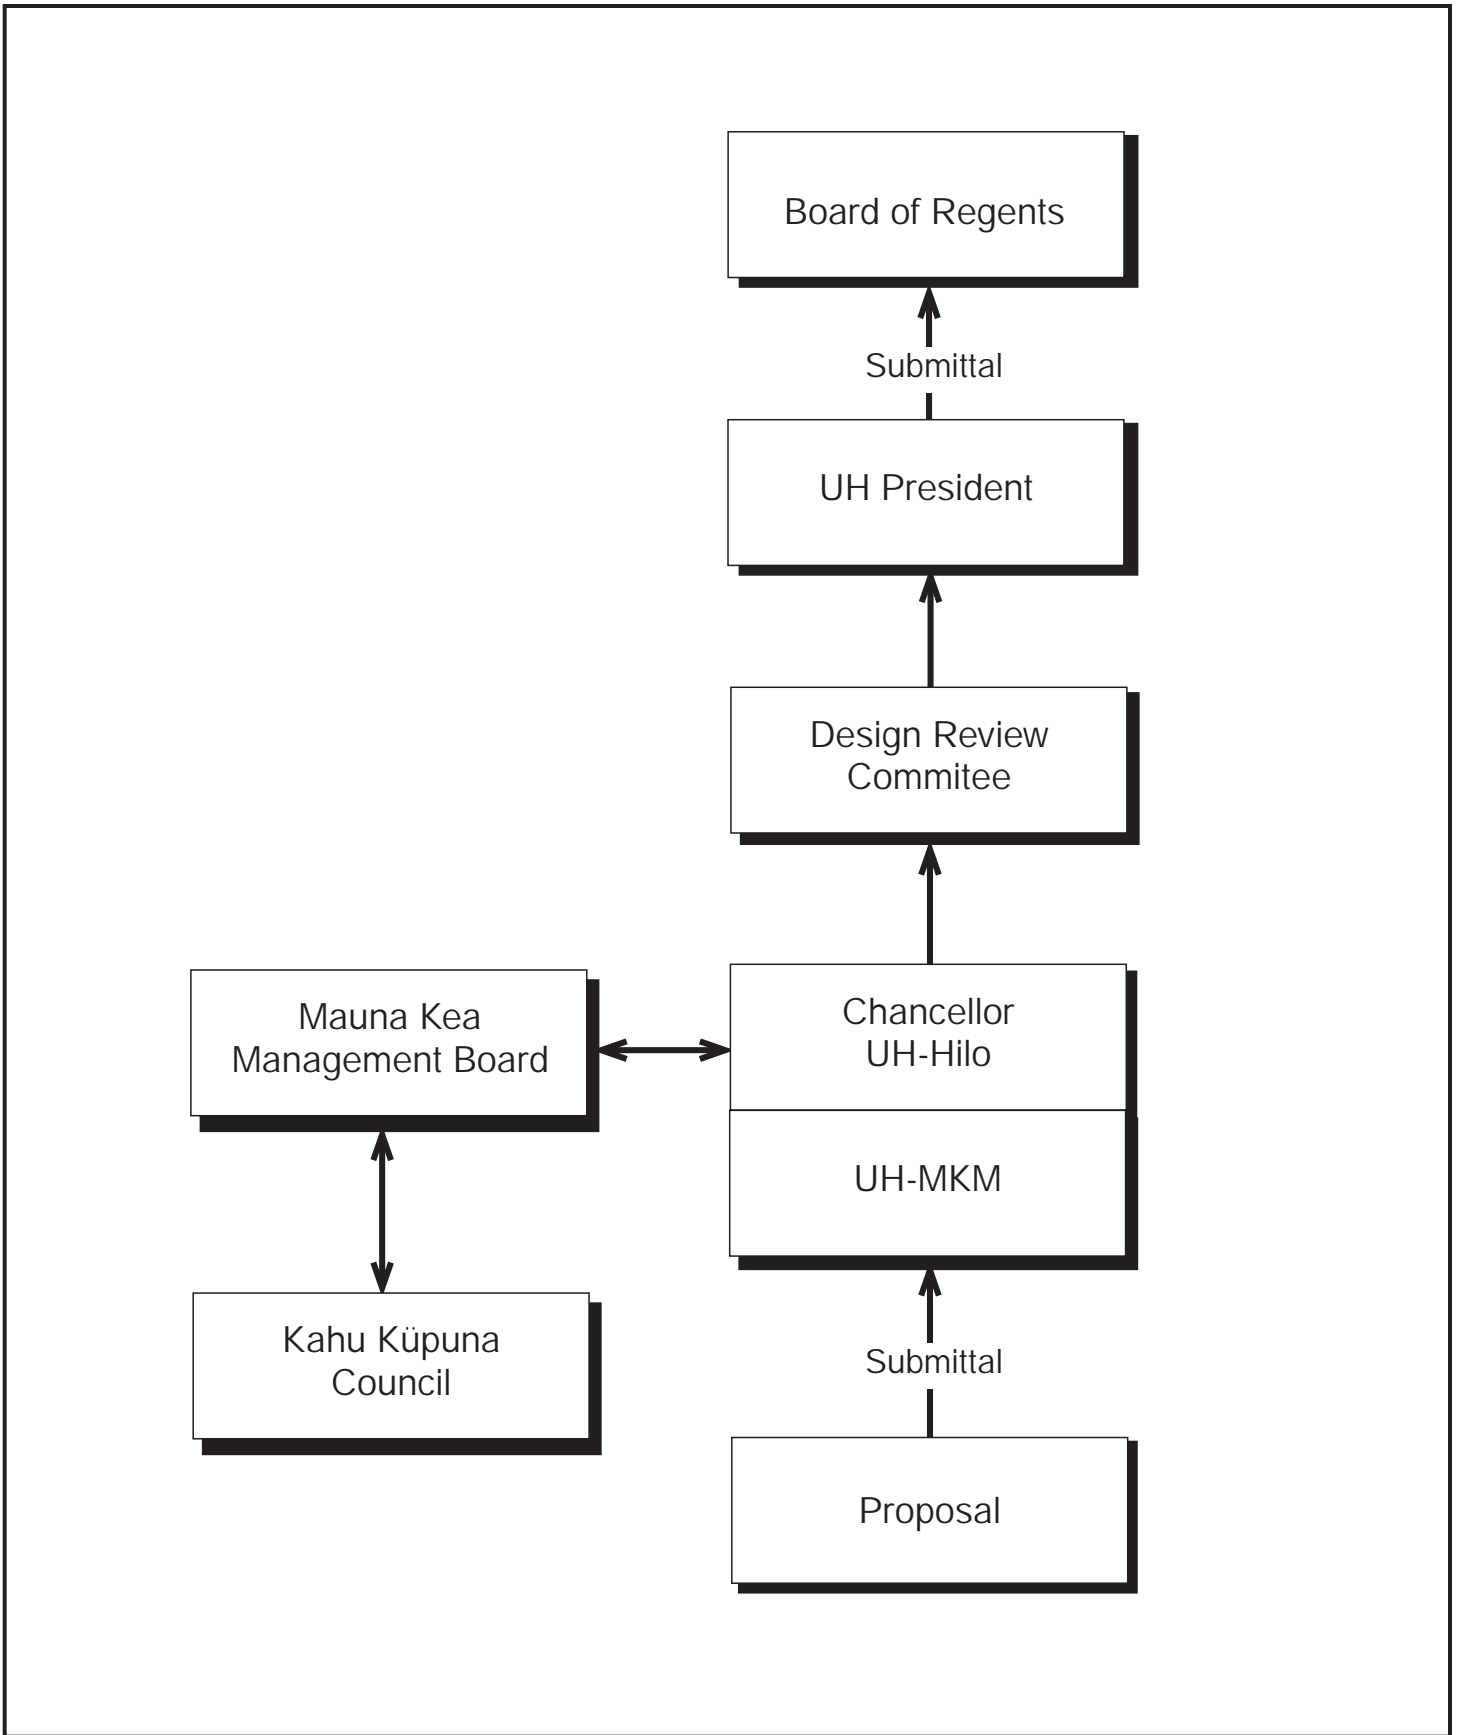 Board of Regents
Submittal
UH President
Design Review
Commitee
Mauna Kea
Management Board
Chancellor
UH-Hilo
UH-MKM
Kahu Küpuna
Council
Submittal
Proposal